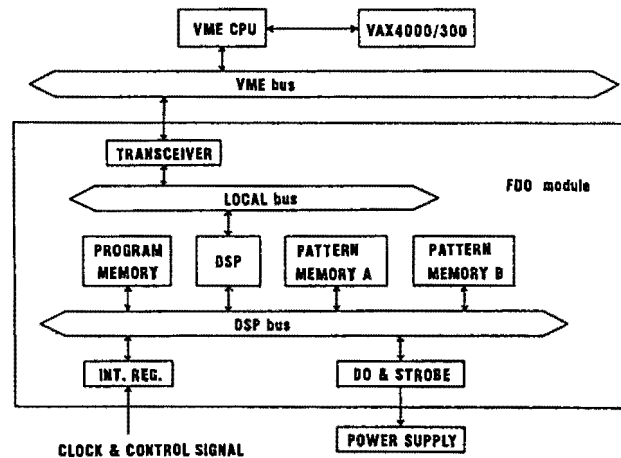 VME CPU
VAX4000/300
VME bus
TRANSCEIVER
LOCAL bus
FDO module
PROGRAM
MEMORY
DSP
PATTERN
MEMORY A
PATTERN
MEMORY B
DSP bus
INT. REG.
DO & STROBE
CLOCK & CONTROL SIGNAL
POWER SUPPLY